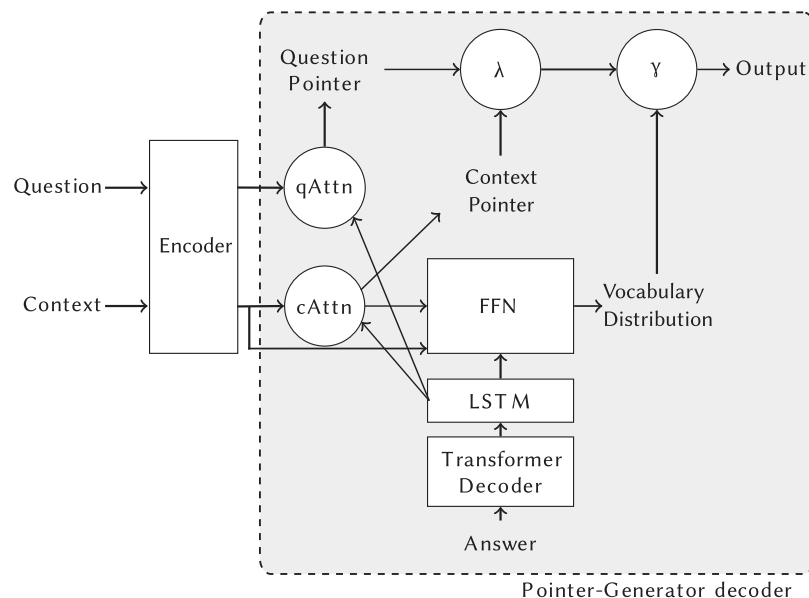 Question
Pointer
λ
γ
Output
Question
qAttn
Context
Pointer
Encoder
Context
cAttn
FFN
Vocabulary
Distribution
LSTM
Transformer
Decoder
Answer
Pointer-Generator decoder